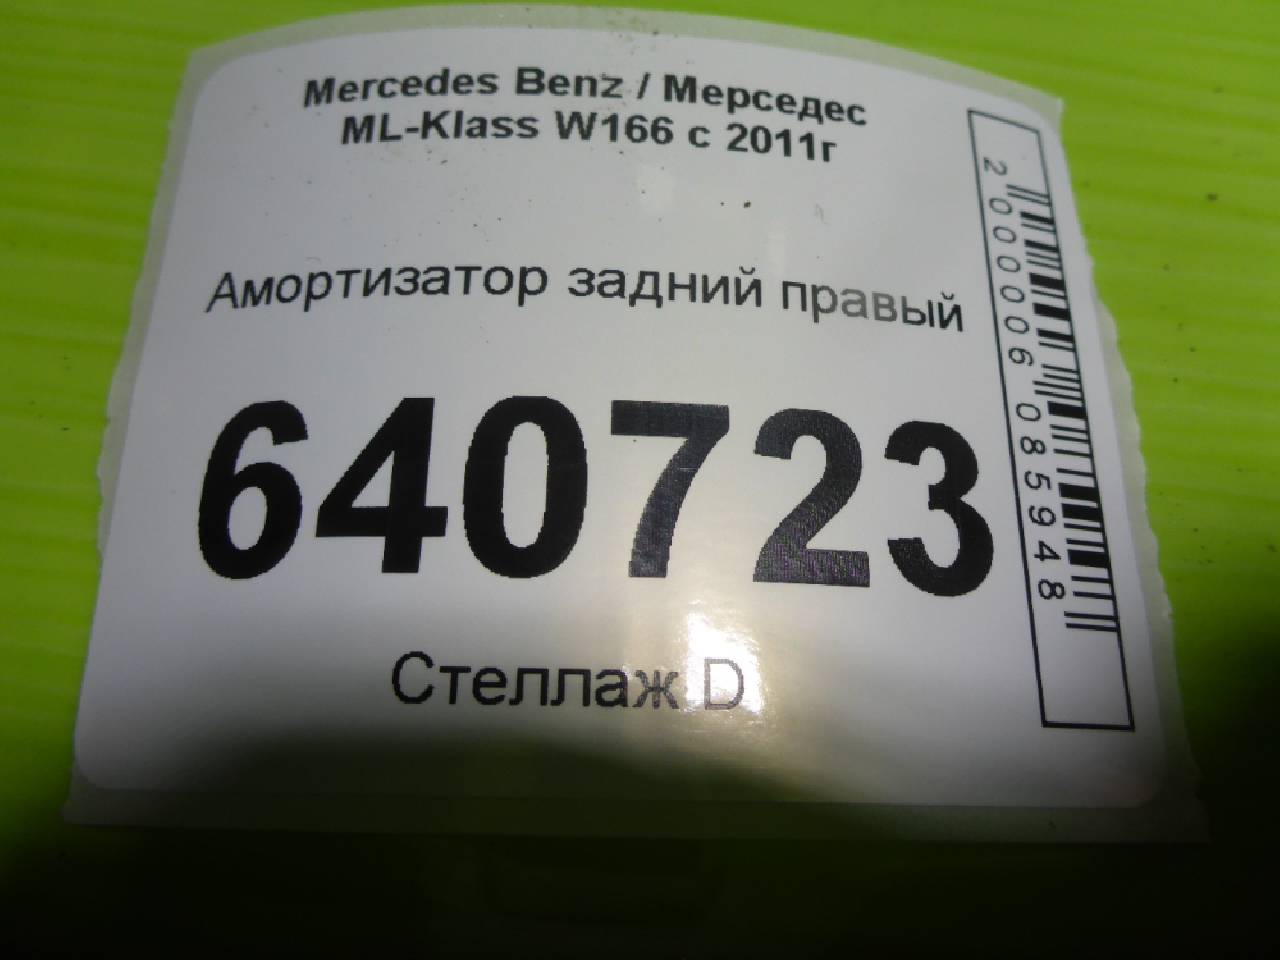 Mercedes Benz / Мерседес
ML-Klass W166 с 2011г
Амортизатор задний правый
640723
Стеллаж D
2000006085948